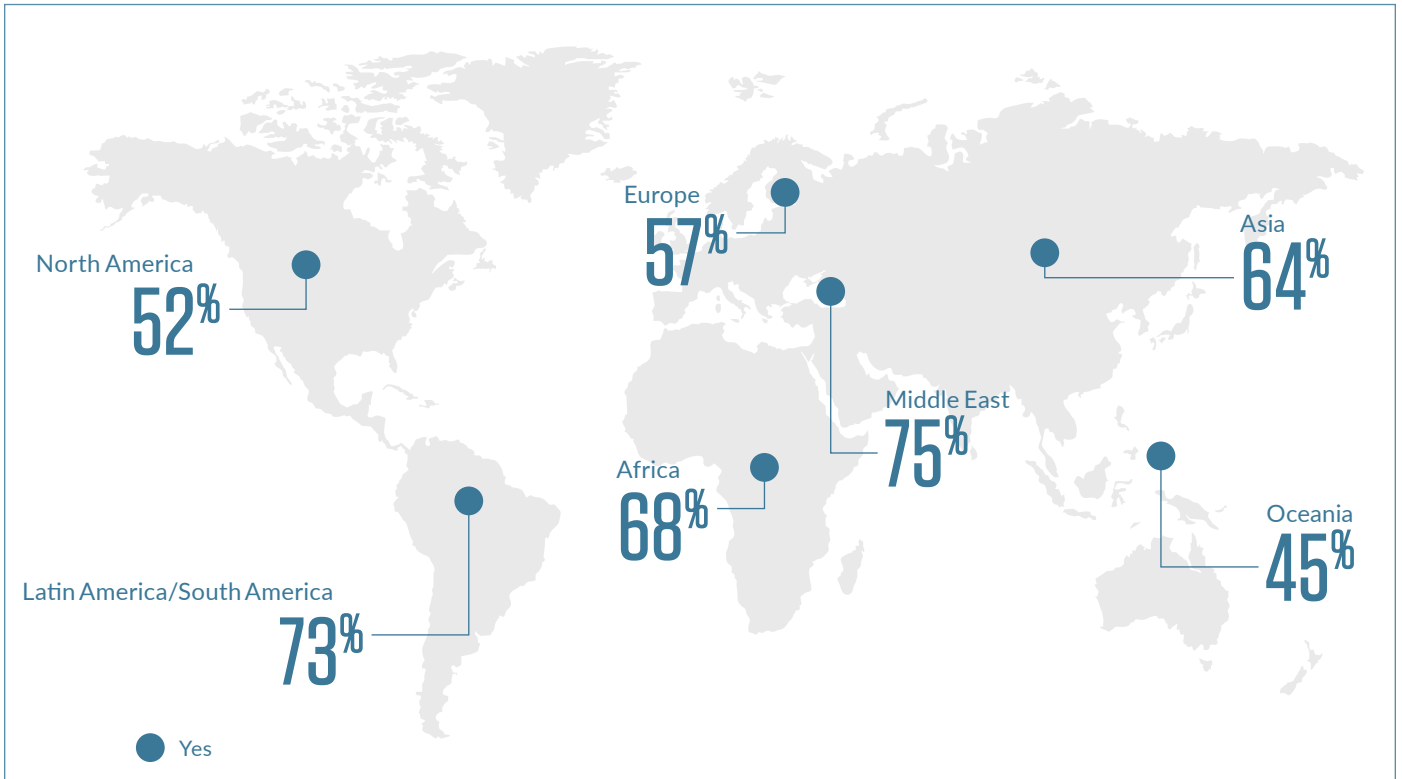 Europe
57%
Asia
64%
North America
52%
Middle East
75%
Africa
68%
Oceania
45%
Latin America/South America
73%
Yes